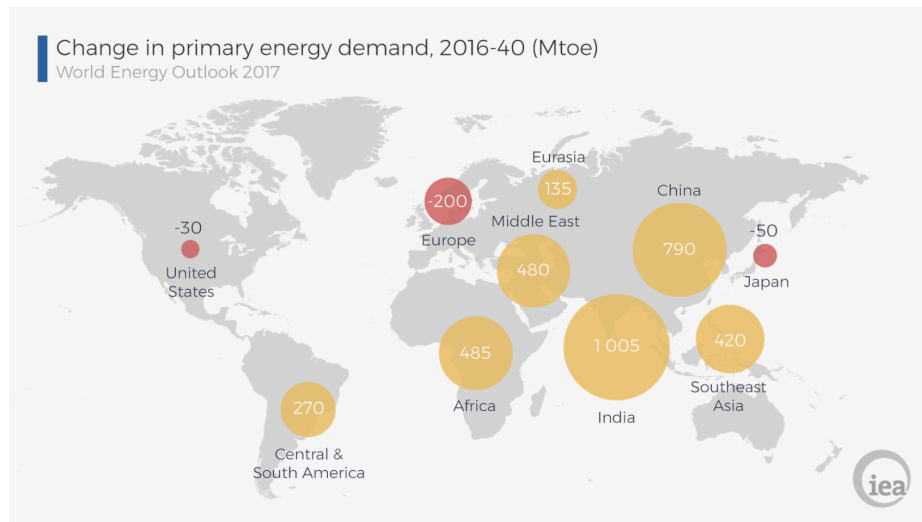 Change in primary energy demand, 2016-40 (Mtoe)
World Energy Outlook 2017
Eurasia
135
China
-200
Middle East
-30
-50
Europe
790
United
States
480
Japan
1 005
420
485
Southeast
Asia
Africa
India
270
Central &
South America
iea